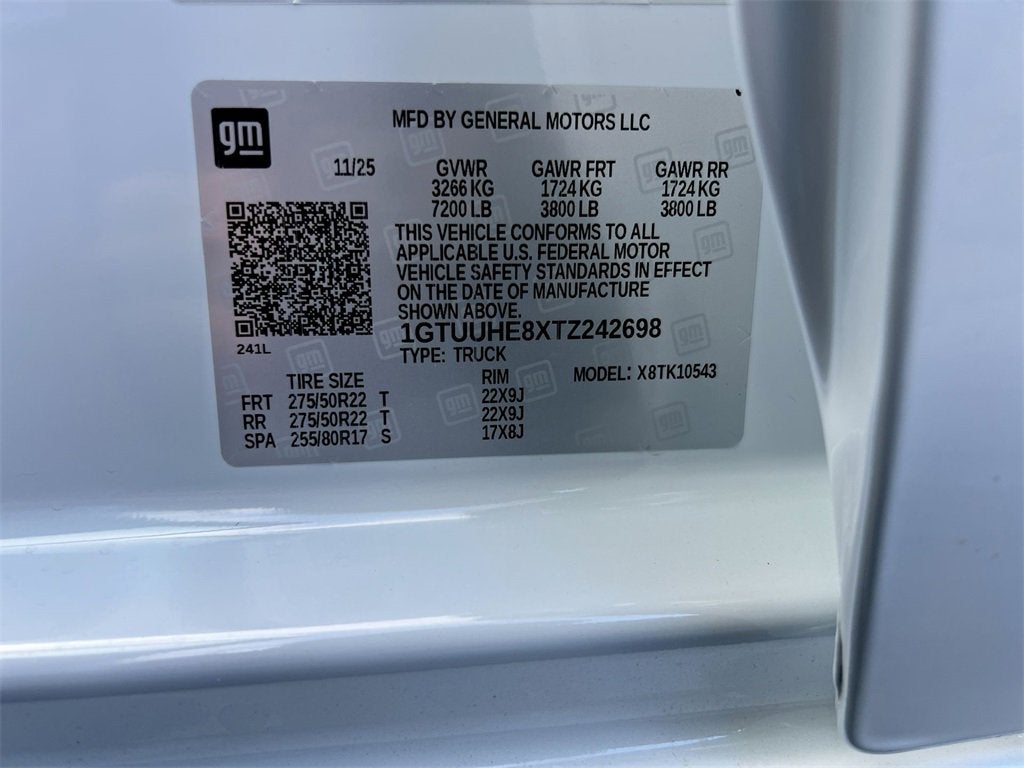 gm
MFD BY GENERAL MOTORS LLC
11/25 GVWR GAWR FRT GAWR RR
3266 KG 1724 KG 1724 KG
7200 LB 3800 LB 3800 LB
THIS VEHICLE CONFORMS TO ALL
APPLICABLE U.S. FEDERAL MOTOR
VEHICLE SAFETY STANDARDS IN EFFECT
ON THE DATE OF MANUFACTURE
SHOWN ABOVE.
1GTUUHE8XTZ242698
241L
TYPE: TRUCK
TIRE SIZE RIM MODEL: X8TK10543
FRT 275/50R22 T 22X9J
RR 275/50R22 T 22X9J
SPA 255/80R17 S 17X8J